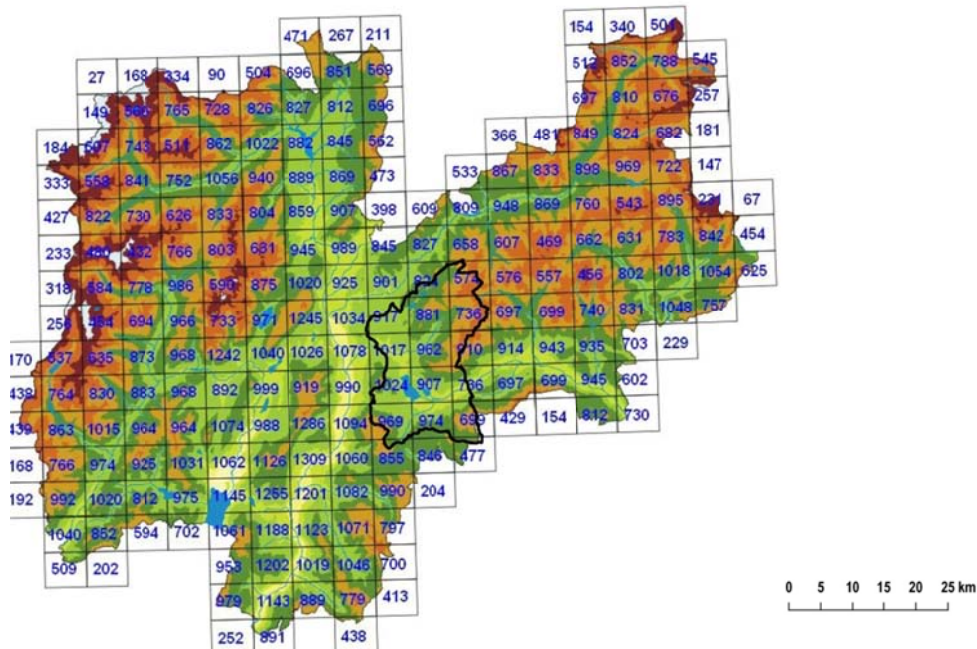 471 267 211
154 340 504
27 168 334 90 504 696 851 569
512 852 788 545
149 765 728 826 827 812 696
697 810 676 257
184 507 743 511 862 1022 882 845 562
366 481 849 824 682 181
333 558 841 752 1056 940 889 869 473
533 867 833 898 969 722 147
427 822 730 626 833 804 859 907 398 609 809 948 869 760 543 895 231 67
233 480 432 766 803 631 945 989 845 827 658 607 469 662 631 783 842 454
318 584 778 986 590 875 1020 925 901 824 574 576 557 456 802 1018 1054 625
256 484 694 966 733 971 1245 1034 917 881 736 697 699 740 831 1048 757
170 537 635 873 968 1242 1040 1026 1078 1017 962 910 914 943 935 703 229
438 764 830 883 968 892 999 919 990 1024 907 736 697 699 945 602
439 863 1015 964 964 1074 988 1286 1094 969 974 699 429 154 812 730
168 766 974 925 1031 1062 1126 1309 1060 855 846 477
192 992 1020 812 975 1145 1255 1201 1082 990 204
1040 852 594 702 1061 1188 1123 1071 797
509 202 953 1202 1019 1046 700
979 1143 889 779 413
252 891 438
0 5 10 15 20 25 km